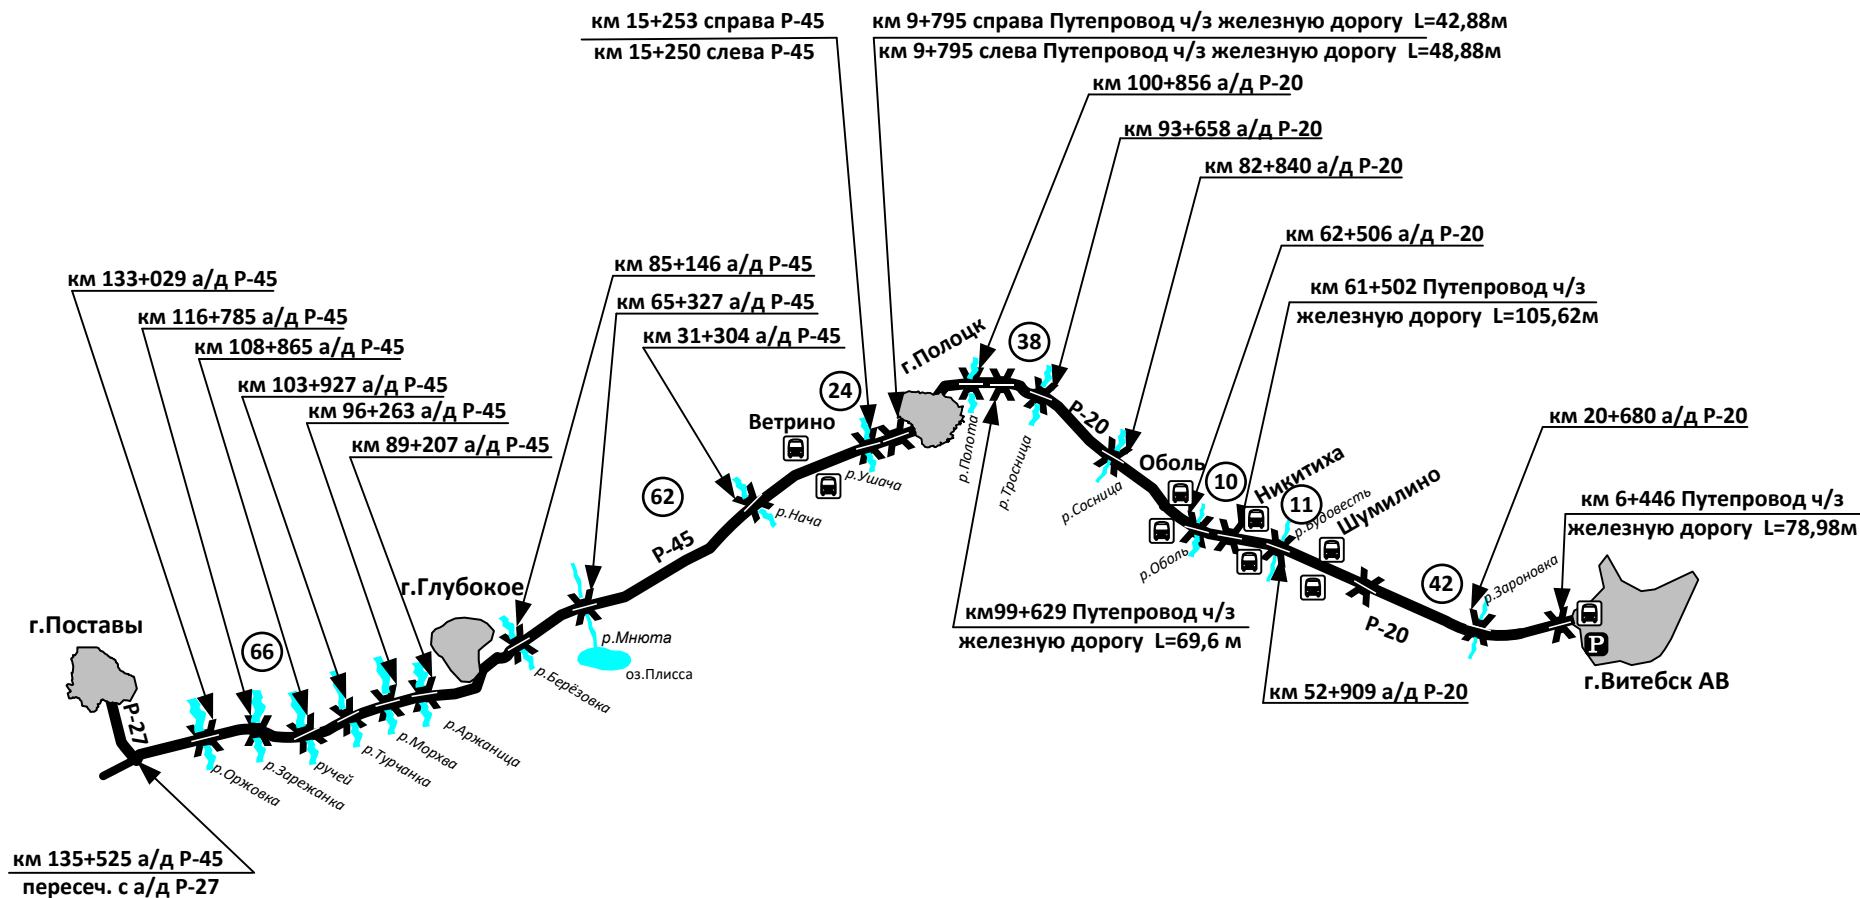 км 15+253 справа Р-45
км 15+250 слева Р-45
км 9+795 справа Путепровод ч/з железную дорогу L=42,88м
км 9+795 слева Путепровод ч/з железную дорогу L=48,88м
км 100+856 а/д Р-20
км 93+658 а/д Р-20
км 82+840 а/д Р-20
км 62+506 а/д Р-20
км 61+502 Путепровод ч/з
железную дорогу L=105,62м
км 133+029 а/д Р-45
км 116+785 а/д Р-45
км 108+865 а/д Р-45
км 103+927 а/д Р-45
км 96+263 а/д Р-45
км 89+207 а/д Р-45
км 85+146 а/д Р-45
км 65+327 а/д Р-45
км 31+304 а/д Р-45
г.Полоцк
38
24
Ветрино
р.Ушача
р.Полота
р.Тросница
Р-20
р.Сосница
Оболь
10
Никитиха
11
р.Будовесть
Шумилино
р.Оболь
км 20+680 а/д Р-20
км 6+446 Путепровод ч/з
железную дорогу L=78,98м
62
р.Нача
Р-45
г.Глубокое
42
р.Зароновка
Р-20
км99+629 Путепровод ч/з
железную дорогу L=69,6 м
P
г.Витебск АВ
км 52+909 а/д Р-20
г.Поставы
66
р.Мнюта
оз.Плисса
р.Берёзовка
Р-27
р.Оржовка
р.Зарежанка
ручей
р.Турчанка
р.Морхва
р.Аржаница
км 135+525 а/д Р-45
пересеч. с а/д Р-27